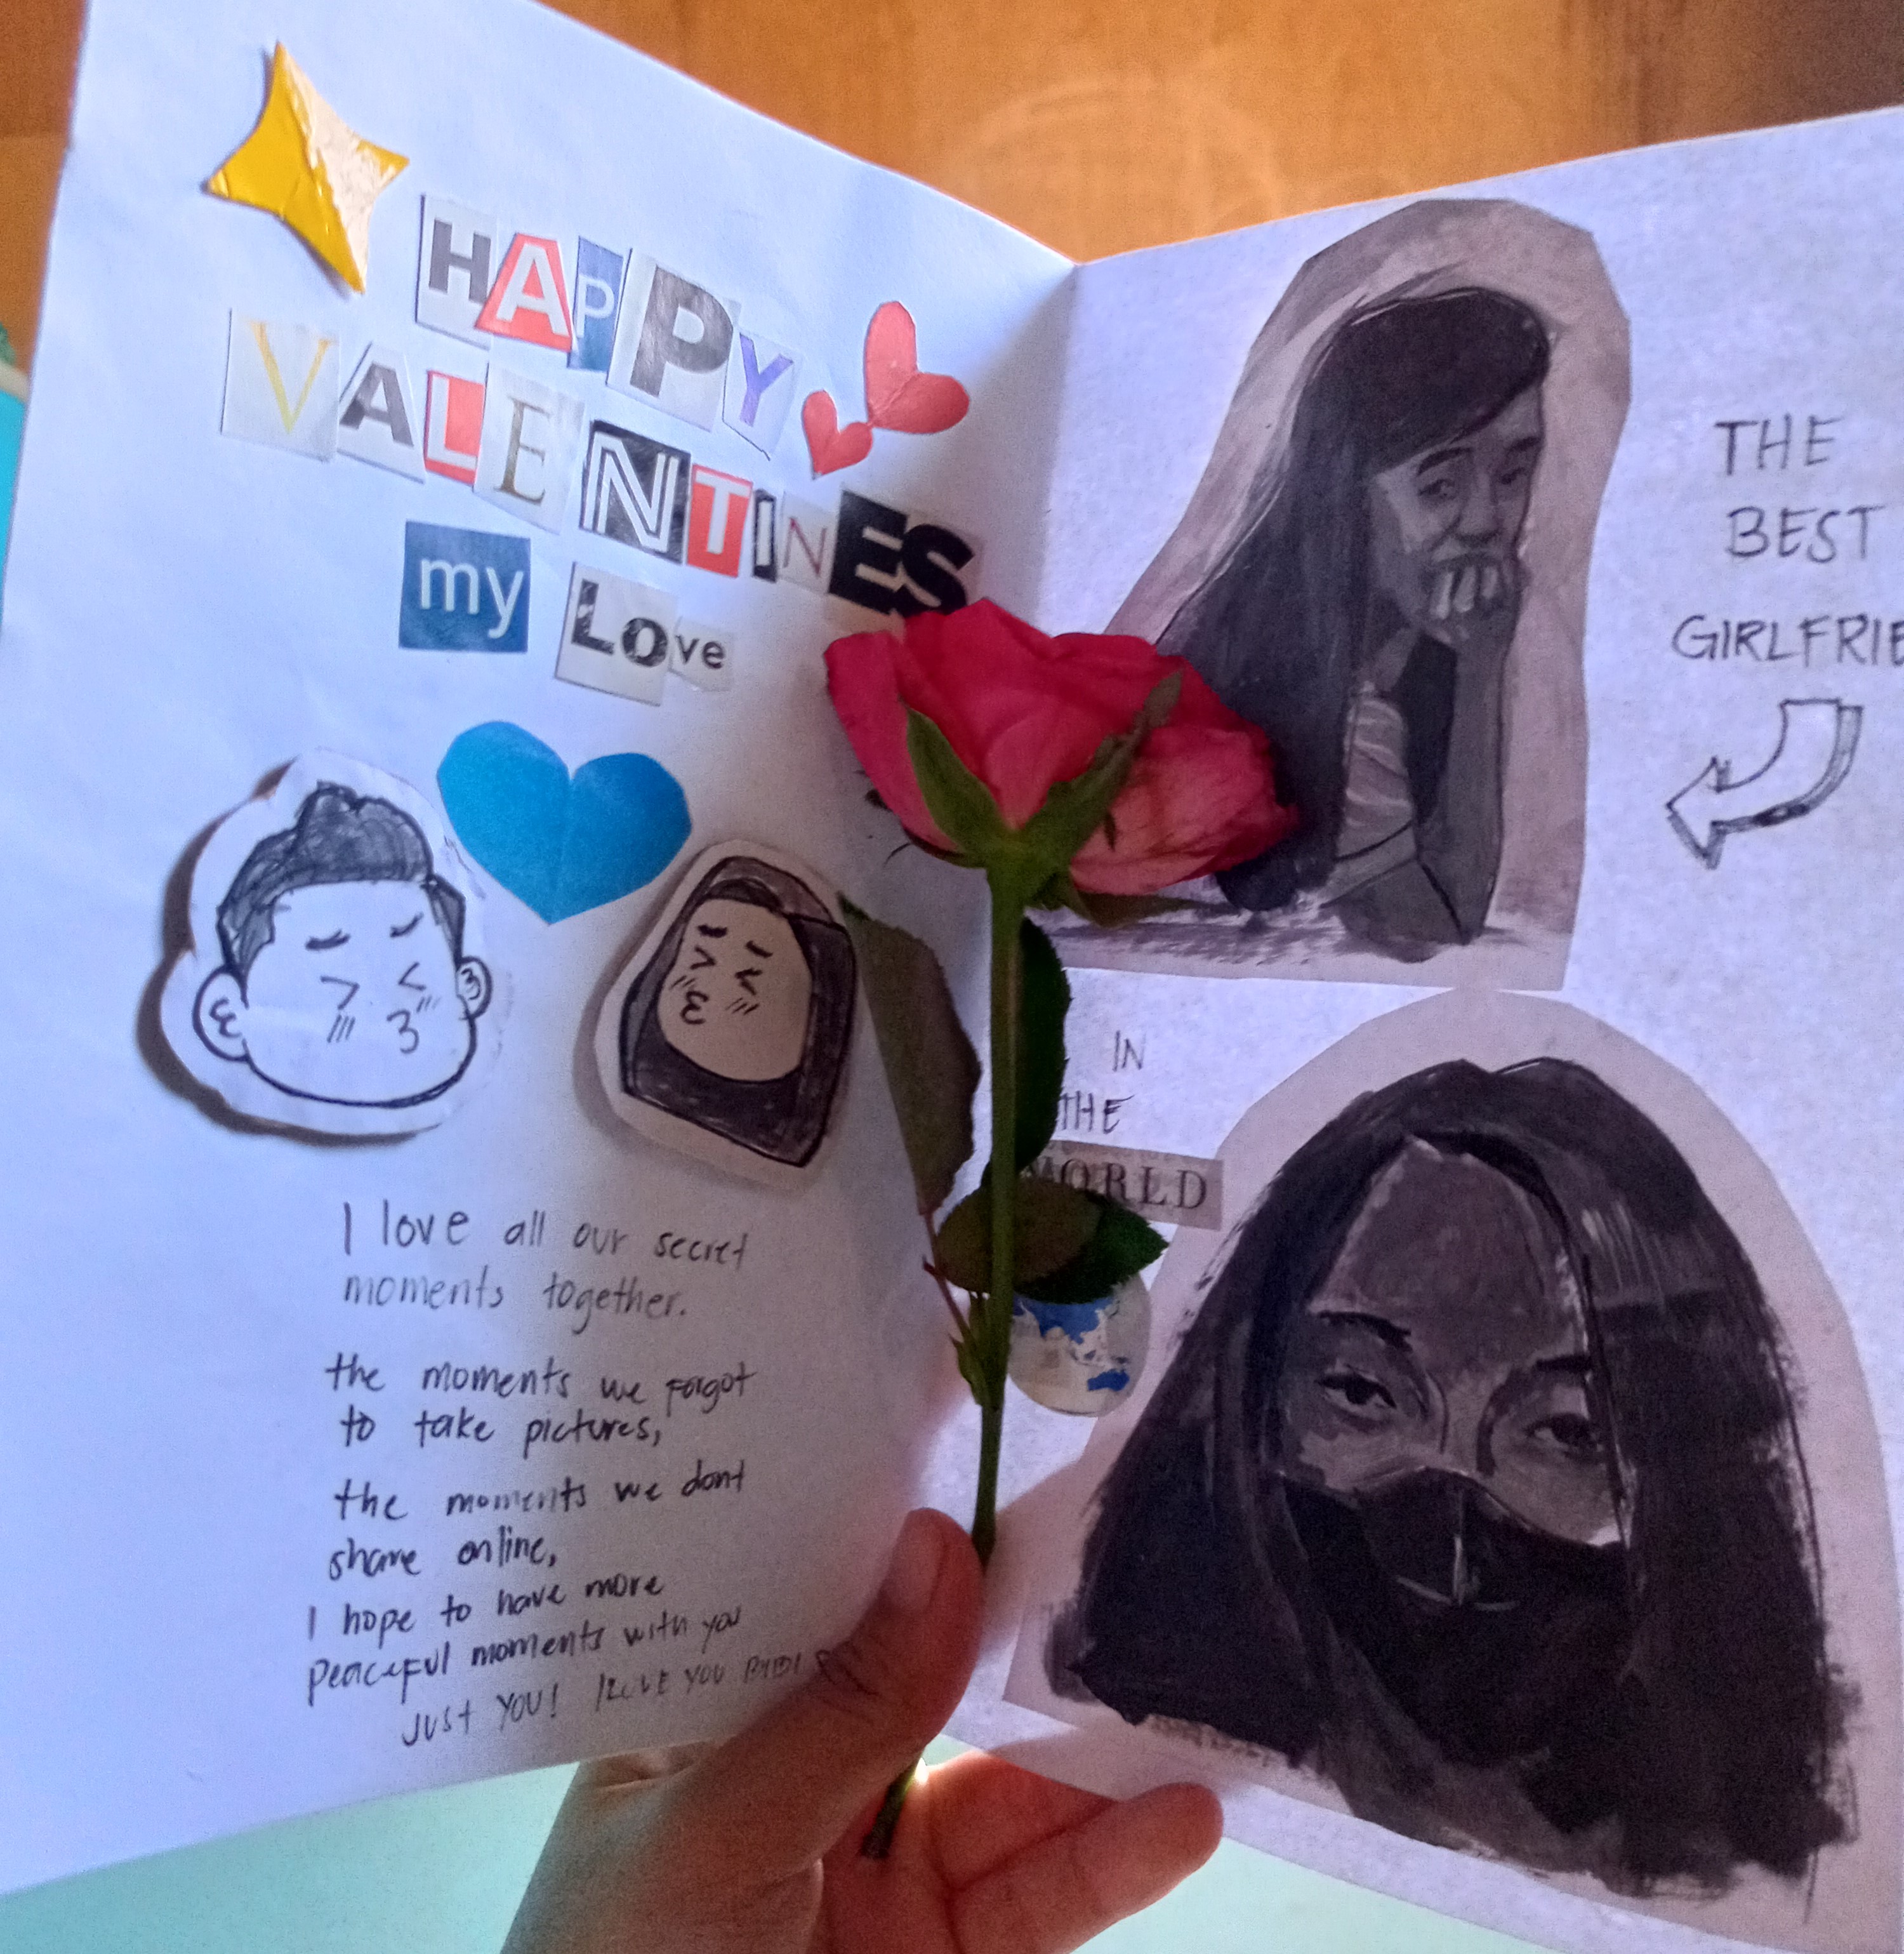 HAPPY
VALENTINES
my Love
I love all our secret
moments together.
the moments we forgot
to take pictures,
the moments we dont
share online,
I hope to have more
peaceful moments with you
JUST YOU! I LOVE YOU
THE
BEST
GIRLFRIE
IN
THE
WORLD